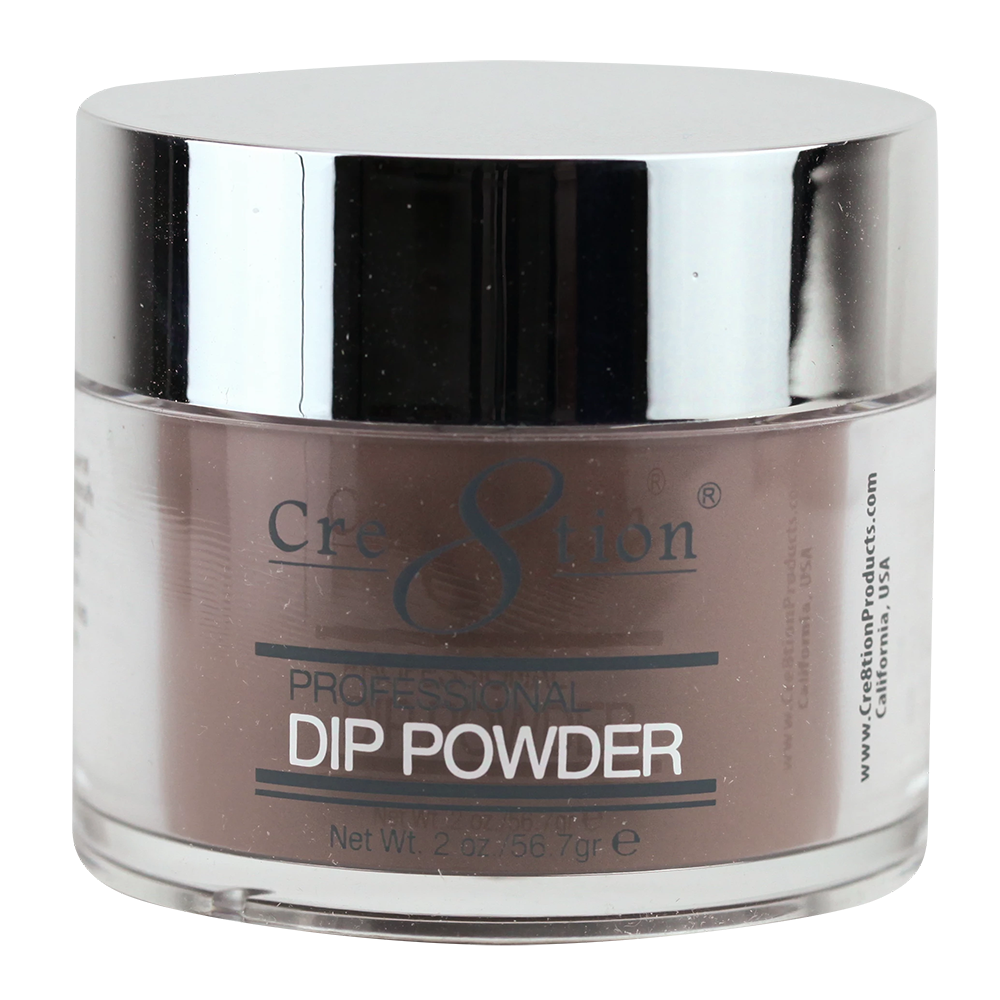 Cre8tion®
PROFESSIONAL
DIP POWDER
Net Wt. 2 oz./56.7gr ℮
www.Cre8tionProducts.com
California, USA